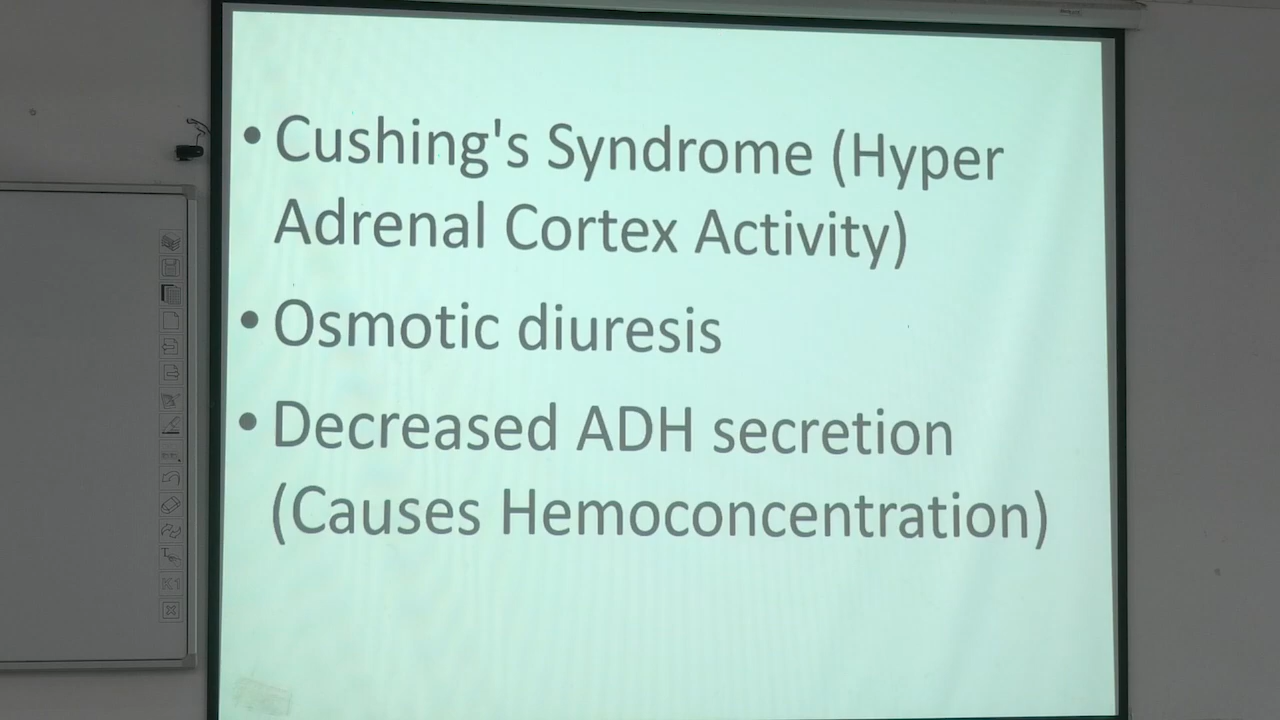 • Cushing's Syndrome (Hyper
Adrenal Cortex Activity)
• Osmotic diuresis
• Decreased ADH secretion
(Causes Hemoconcentration)